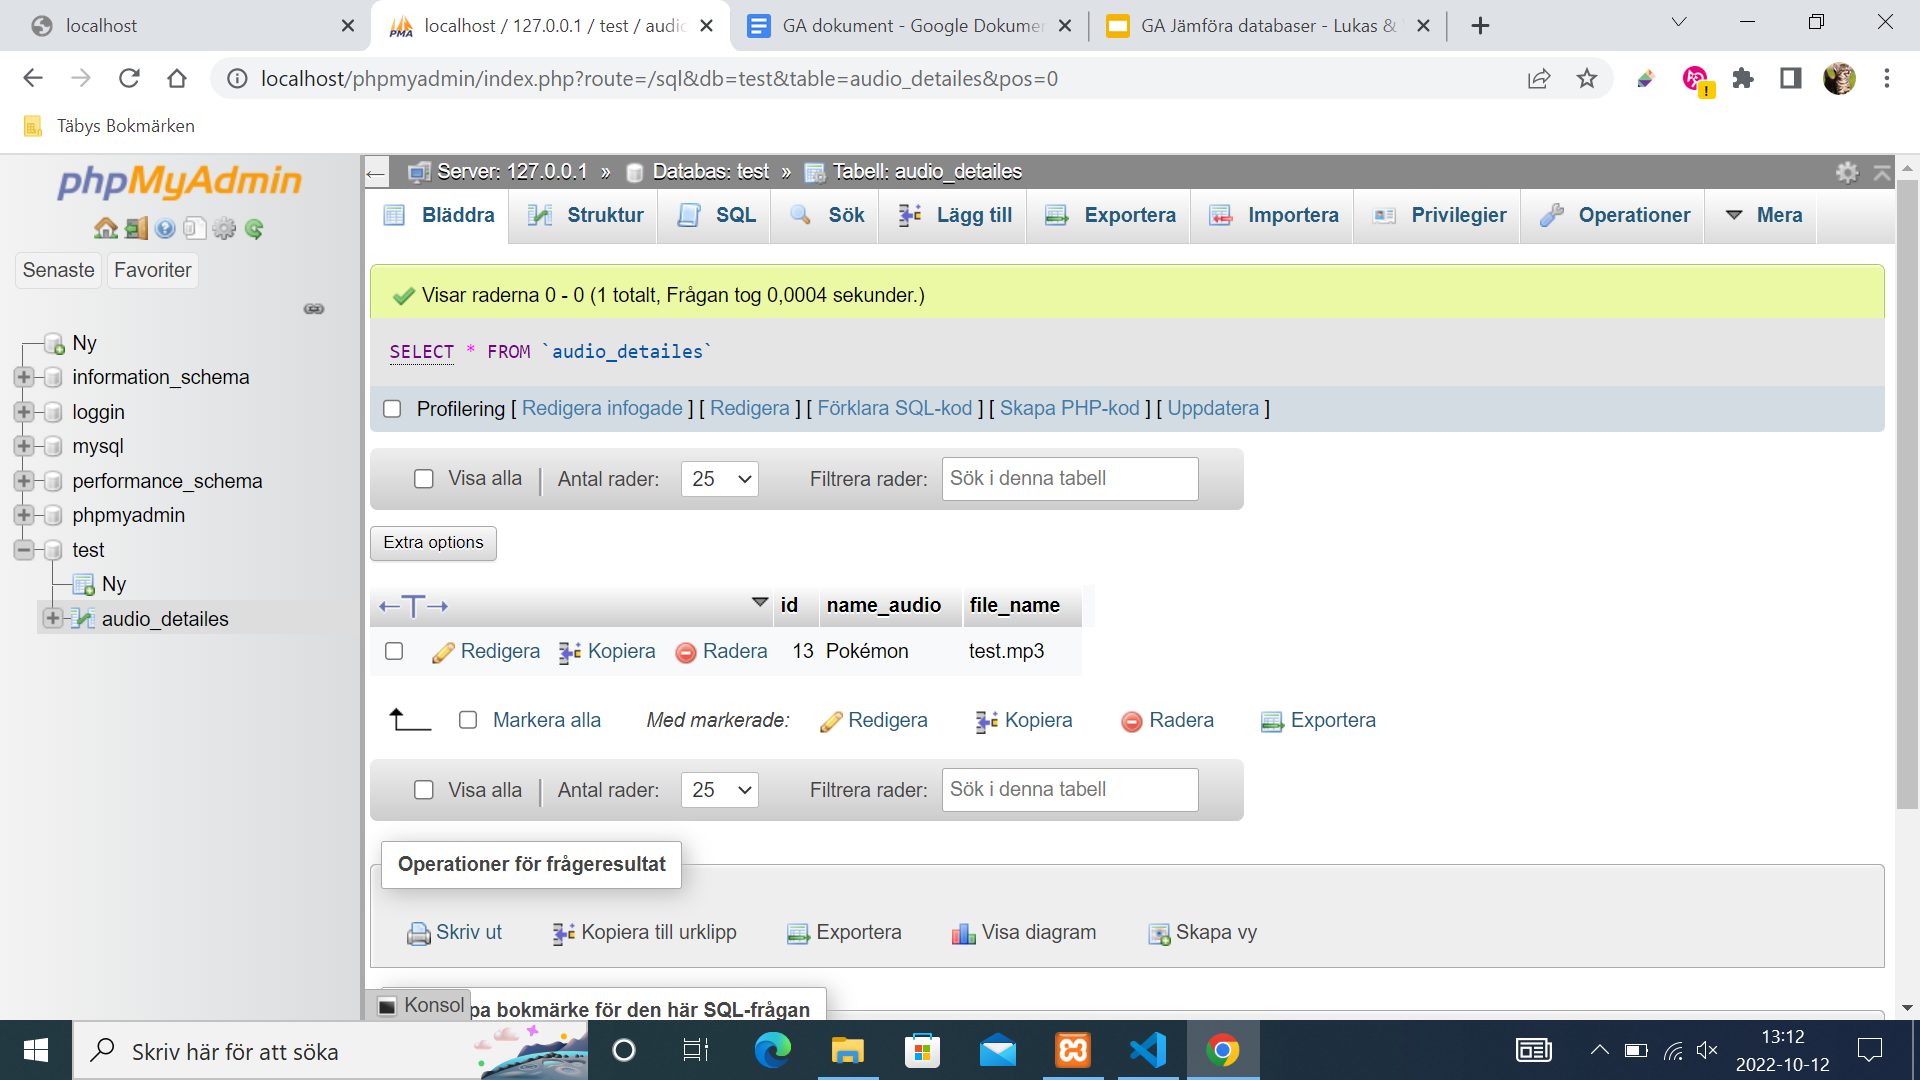 localhost
localhost / 127.0.0.1 / test / audio
GA dokument - Google Dokumen
GA Jämföra databaser - Lukas &
localhost/phpmyadmin/index.php?route=/sql&db=test&table=audio_detailes&pos=0
Täbys Bokmärken
phpMyAdmin
Senaste
Favoriter
Ny
information_schema
loggin
mysql
performance_schema
phpmyadmin
test
Ny
audio_detailes
Server: 127.0.0.1 » Databas: test » Tabell: audio_detailes
Bläddra Struktur SQL Sök Lägg till Exportera Importera Privilegier Operationer Mera
Visar raderna 0 - 0 (1 totalt, Frågan tog 0,0004 sekunder.)
SELECT * FROM `audio_detailes`
Profilering [ Redigera infogade ] [ Redigera ] [ Förklara SQL-kod ] [ Skapa PHP-kod ] [ Uppdatera ]
Visa alla Antal rader: 25 Filtrera rader: Sök i denna tabell
Extra options
←T→ id name_audio file_name
Redigera Kopiera Radera 13 Pokémon test.mp3
Markera alla Med markerade: Redigera Kopiera Radera Exportera
Visa alla Antal rader: 25 Filtrera rader: Sök i denna tabell
Operationer för frågeresultat
Skriv ut Kopiera till urklipp Exportera Visa diagram Skapa vy
Konsol
pa bokmärke för den här SQL-frågan
Skriv här för att söka
13:12
2022-10-12